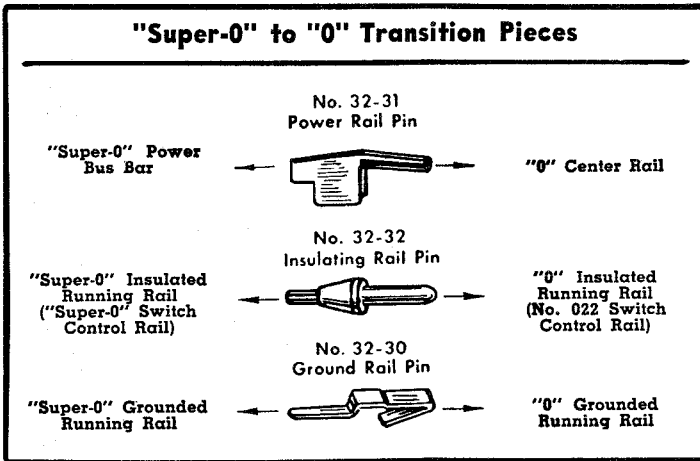 "Super-0" to "0" Transition Pieces
No. 32-31
Power Rail Pin
"Super-0" Power
Bus Bar
"0" Center Rail
No. 32-32
Insulating Rail Pin
"Super-0" Insulated
Running Rail
("Super-0" Switch
Control Rail)
"0" Insulated
Running Rail
(No. 022 Switch
Control Rail)
No. 32-30
Ground Rail Pin
"Super-0" Grounded
Running Rail
"0" Grounded
Running Rail